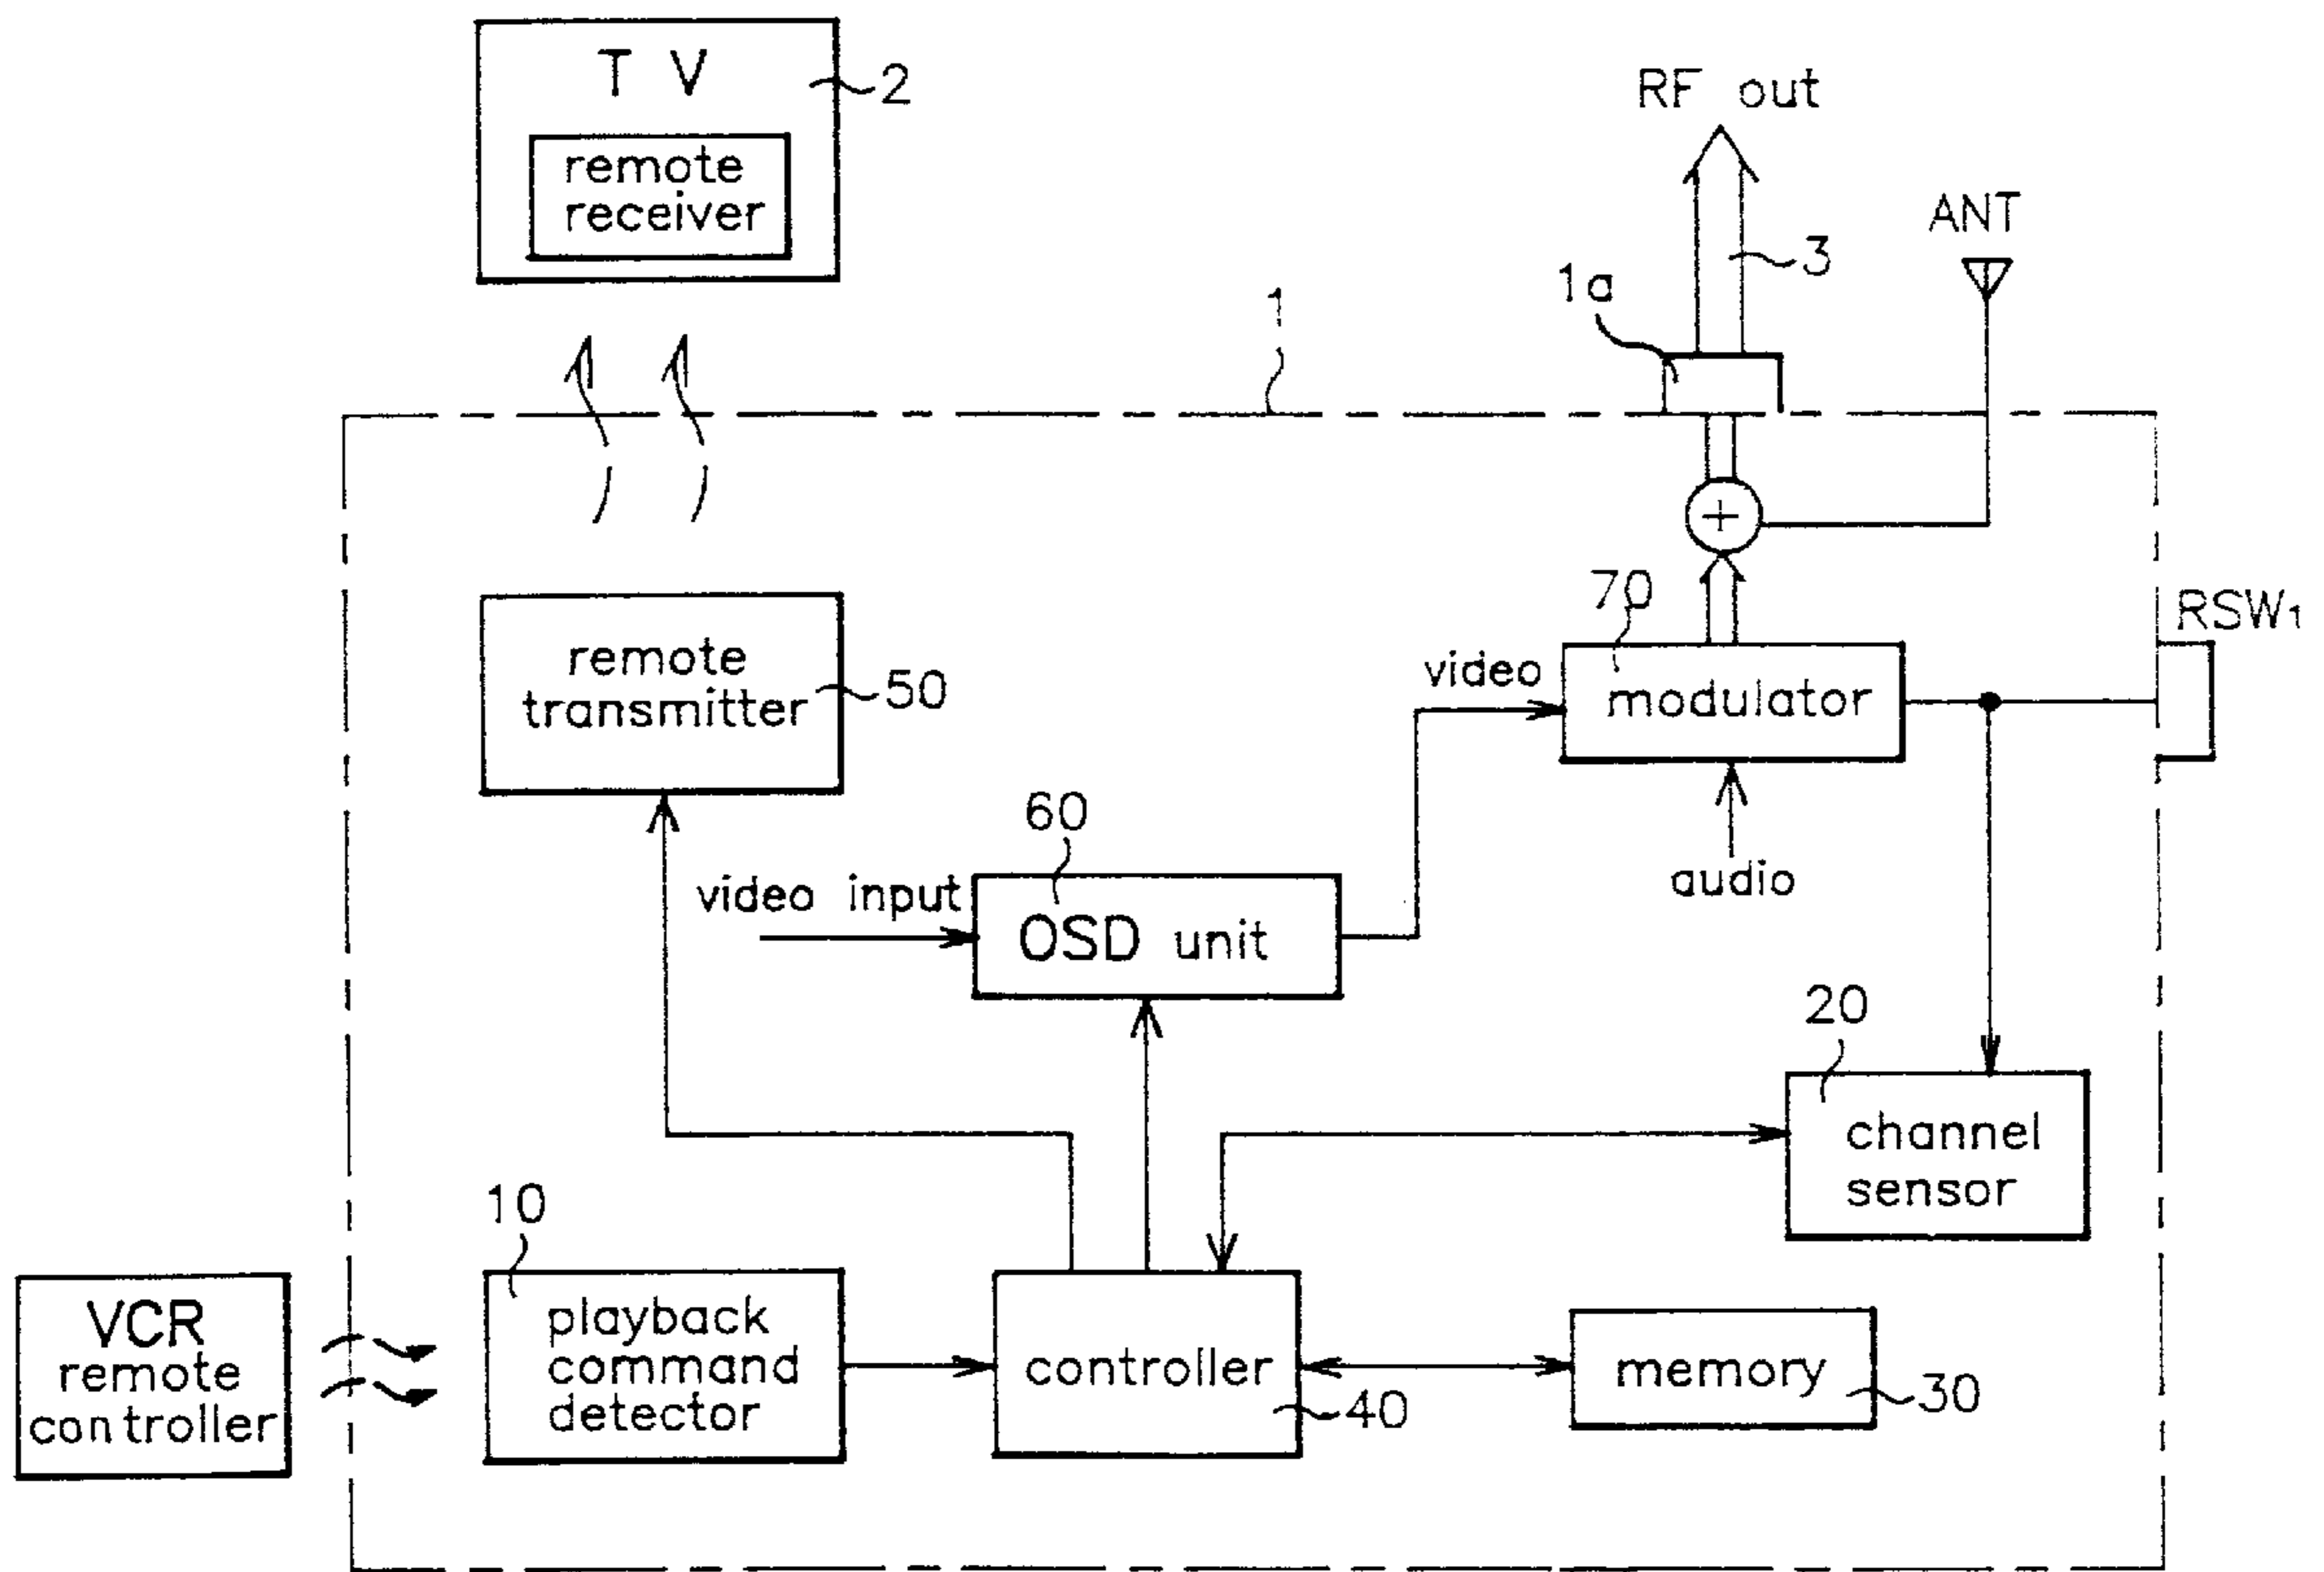 T V
2
remote
receiver
RF out
ANT
3
1a
1
70
RSW1
remote
transmitter
50
video
modulator
60
audio
video input
OSD unit
20
channel
sensor
10
VCR
remote
controller
playback
command
detector
controller
40
memory
30